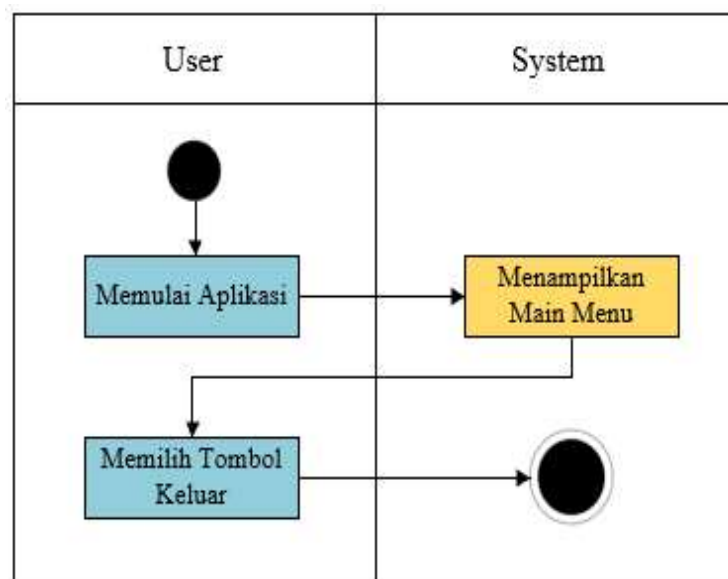 User
System
Memulai Aplikasi
Menampilkan
Main Menu
Memilih Tombol
Keluar